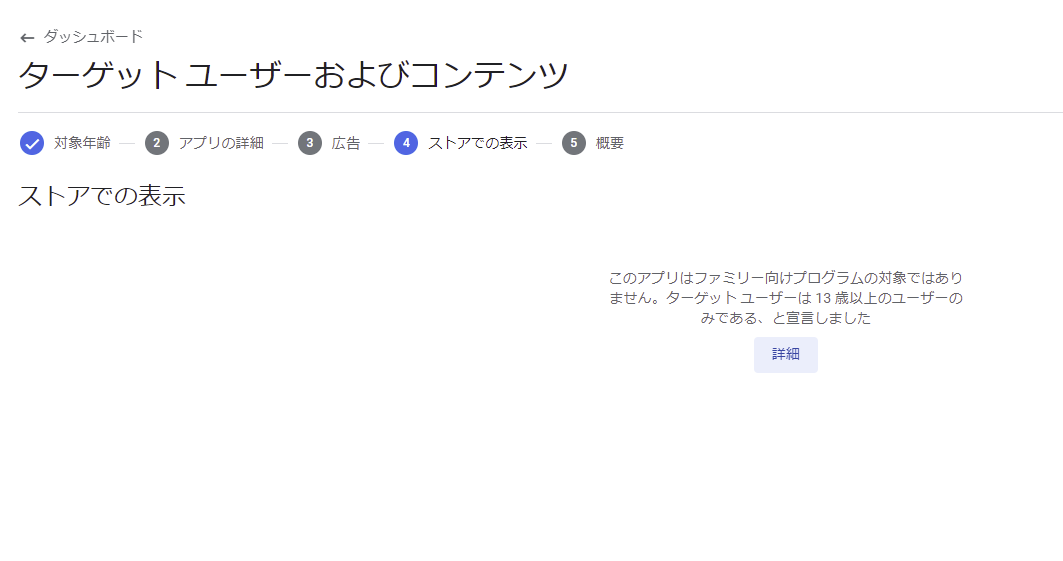 ← ダッシュボード
ターゲット ユーザーおよびコンテンツ
対象年齢 2 アプリの詳細 3 広告 4 ストアでの表示 5 概要
ストアでの表示
このアプリはファミリー向けプログラムの対象ではあり
ません。ターゲット ユーザーは 13 歳以上のユーザーの
みである、と宣言しました
詳細